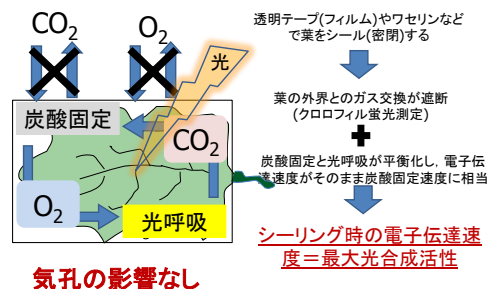 CO2
O2
光
炭酸固定
CO2
O2
光呼吸
気孔の影響なし
透明テープ(フィルム)やワセリンなど
で葉をシール(密閉)する
葉の外界とのガス交換が遮断
(クロロフィル蛍光測定)
炭酸固定と光呼吸が平衡化し、電子伝
達速度がそのまま炭酸固定速度に相当
シーリング時の電子伝達速
度=最大光合成活性